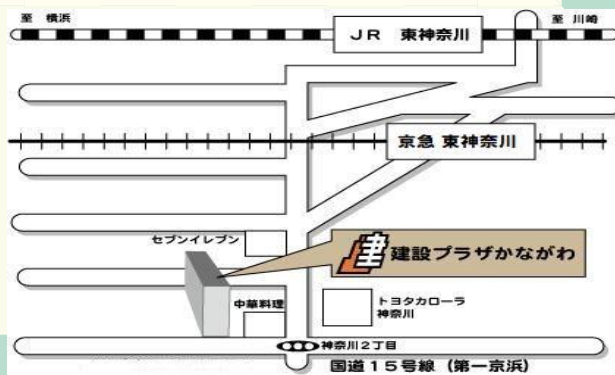 至 横浜
至 川崎
JR 東神奈川
京急 東神奈川
セブンイレブン
建設プラザかながわ
中華料理
トヨタカローラ
神奈川
神奈川2丁目
国道15号線(第一京浜)